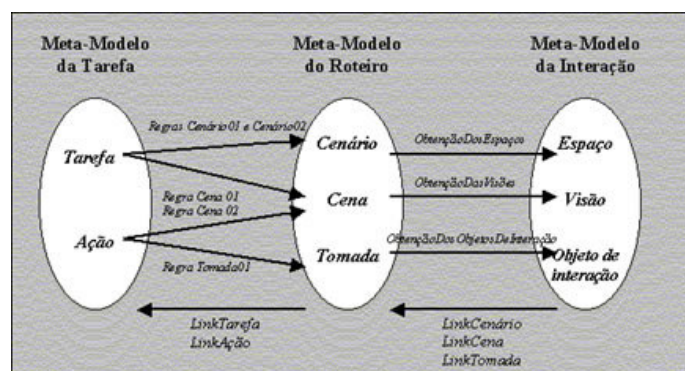 Meta-Modelo
da Tarefa
Meta-Modelo
do Roteiro
Meta-Modelo
da Interação
Regras Cenário01 e Cenário02
Tarefa
Cenário
ObtençãoDosEspaços
Espaço
Regra Cena 01
Regra Cena 02
Cena
ObtençãoDasVisões
Visão
Ação
Regra Tomada01
Tomada
ObtençãoDosObjetosDeInteração
Objeto de
interação
LinkTarefa
LinkAção
LinkCenário
LinkCena
LinkTomada